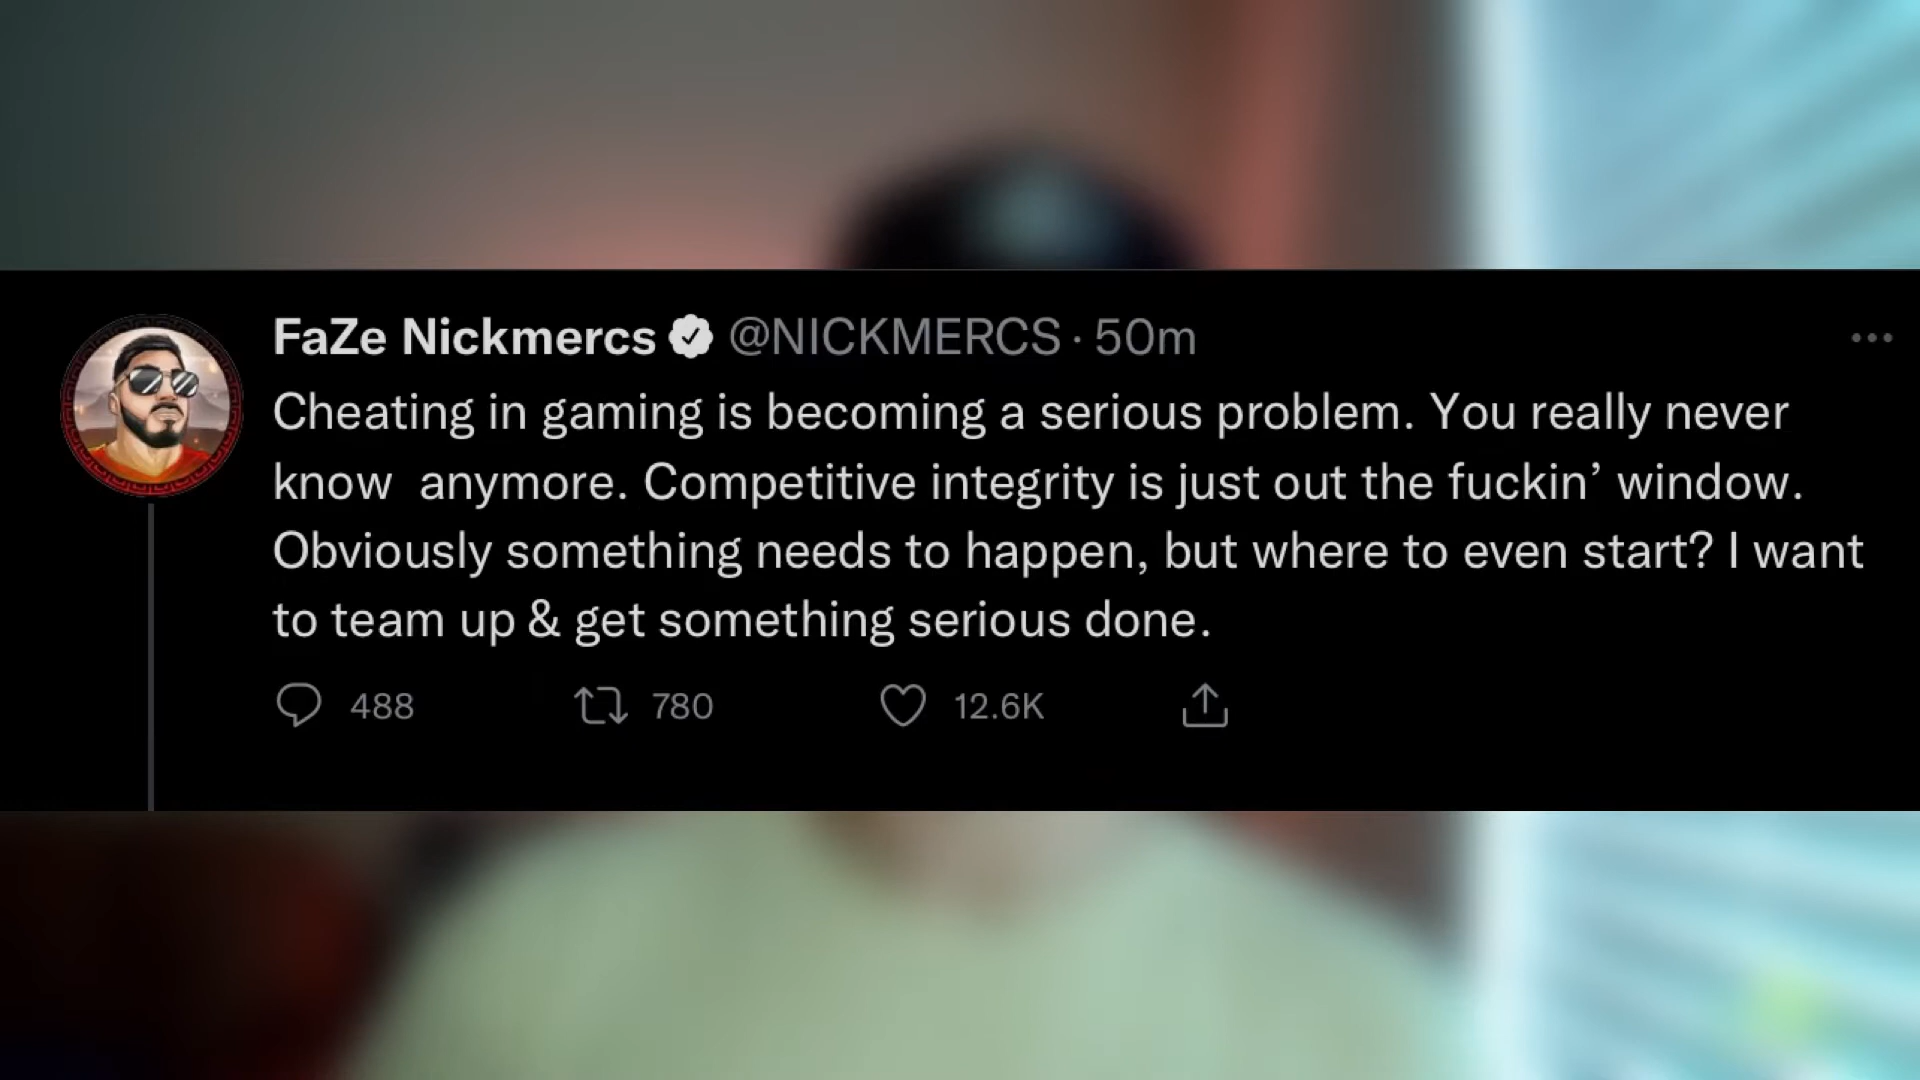 FaZe Nickmercs @NICKMERCS · 50m
Cheating in gaming is becoming a serious problem. You really never
know  anymore. Competitive integrity is just out the fuckin’ window.
Obviously something needs to happen, but where to even start? I want
to team up & get something serious done.
488 780 12.6K